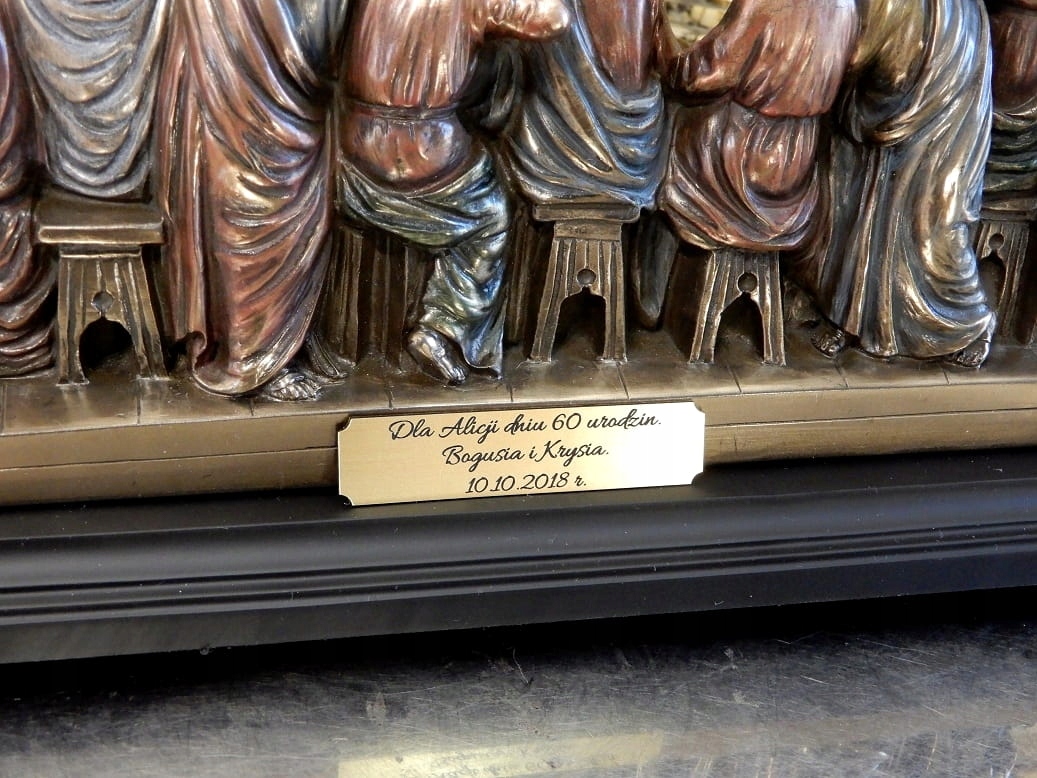 Dla Alicji dniu 60 urodzin.
Bogusia i Krysia.
10.10.2018 r.